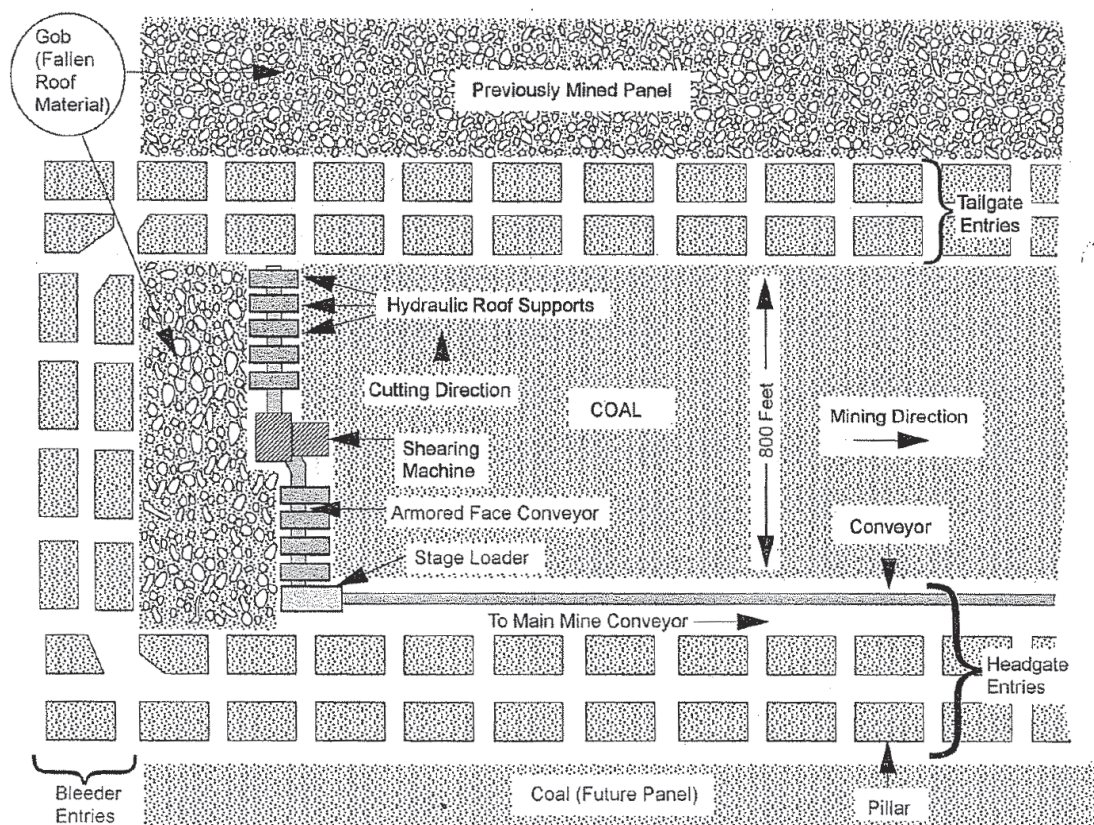 Gob
(Fallen
Roof
Material)
Previously Mined Panel
Tailgate
Entries
Hydraulic Roof Supports
Cutting Direction
COAL
800 Feet
Mining Direction
Shearing
Machine
Armored Face Conveyor
Conveyor
Stage Loader
To Main Mine Conveyor
Headgate
Entries
Bleeder
Entries
Coal (Future Panel)
Pillar